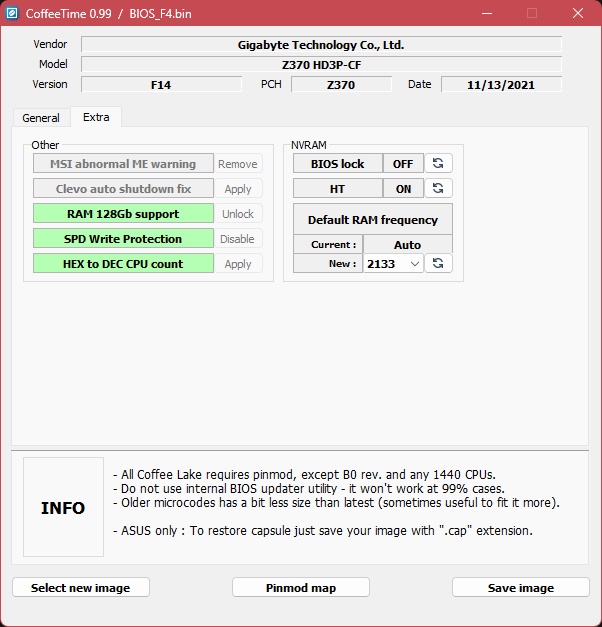 CoffeeTime 0.99 / BIOS_F4.bin
Vendor Gigabyte Technology Co., Ltd.
Model Z370 HD3P-CF
Version F14 PCH Z370 Date 11/13/2021
General Extra
Other
MSI abnormal ME warning Remove
Clevo auto shutdown fix Apply
RAM 128Gb support Unlock
SPD Write Protection Disable
HEX to DEC CPU count Apply
NVRAM
BIOS lock OFF
HT ON
Default RAM frequency
Current : Auto
New : 2133
INFO
- All Coffee Lake requires pinmod, except B0 rev. and any 1440 CPUs.
- Do not use internal BIOS updater utility - it won't work at 99% cases.
- Older microcodes has a bit less size than latest (sometimes useful to fit it more).
- ASUS only : To restore capsule just save your image with ".cap" extension.
Select new image Pinmod map Save image